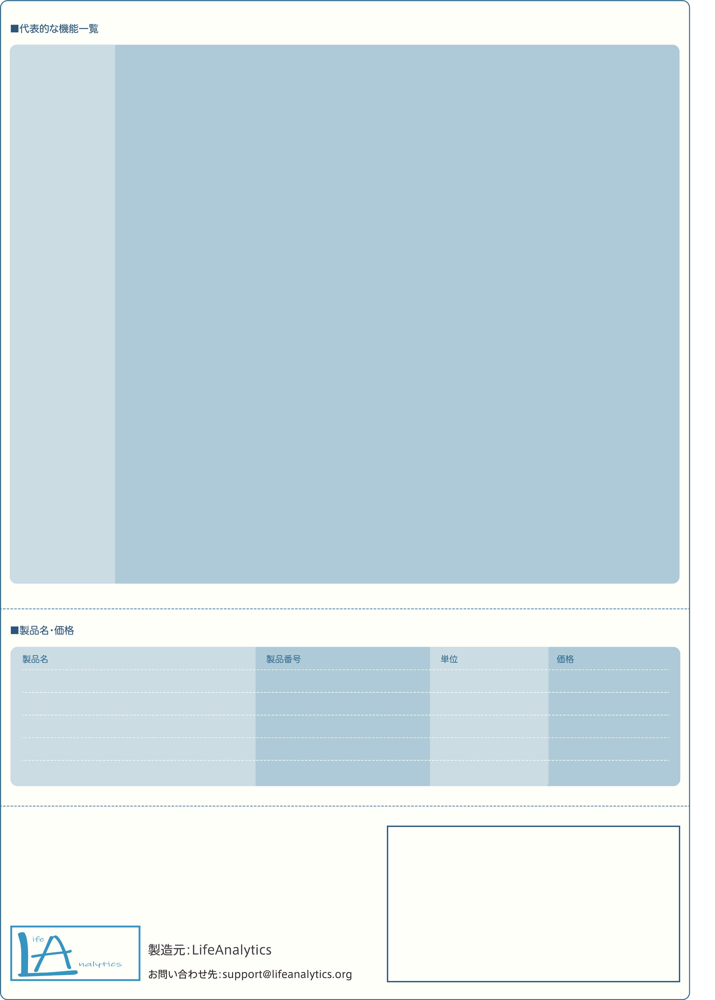 ■代表的な機能一覧
■製品名・価格
製品名 製品番号 単位 価格
Life
Analytics
製造元：LifeAnalytics
お問い合わせ先：support@lifeanalytics.org